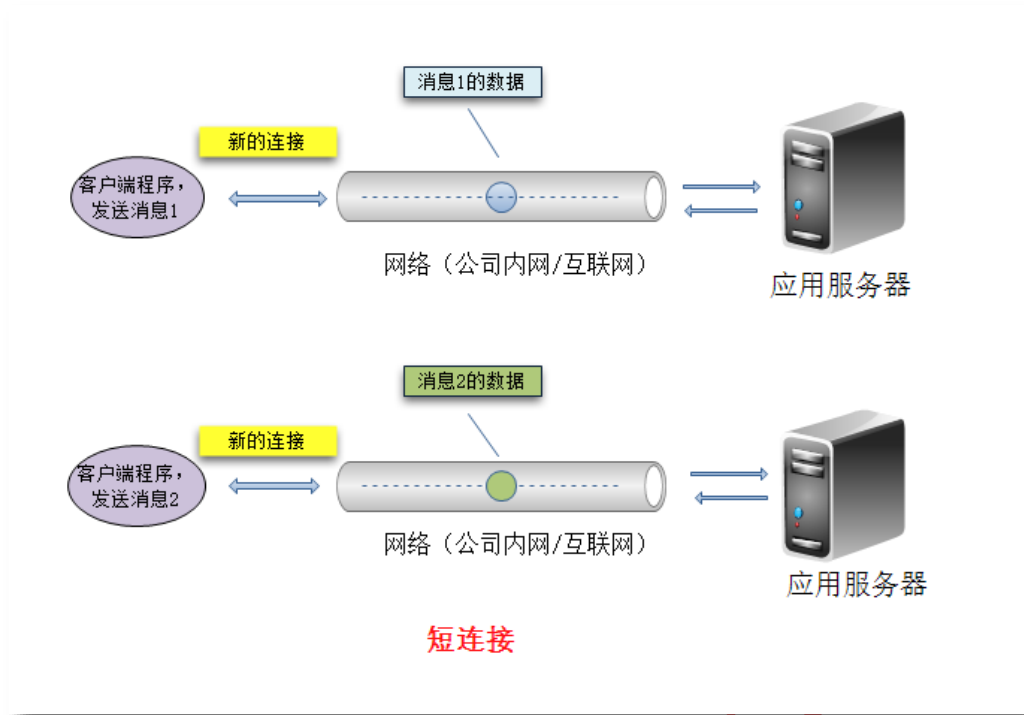 消息1的数据
新的连接
客户端程序，
发送消息1
网络（公司内网/互联网）
应用服务器
消息2的数据
新的连接
客户端程序，
发送消息2
网络（公司内网/互联网）
应用服务器
短连接